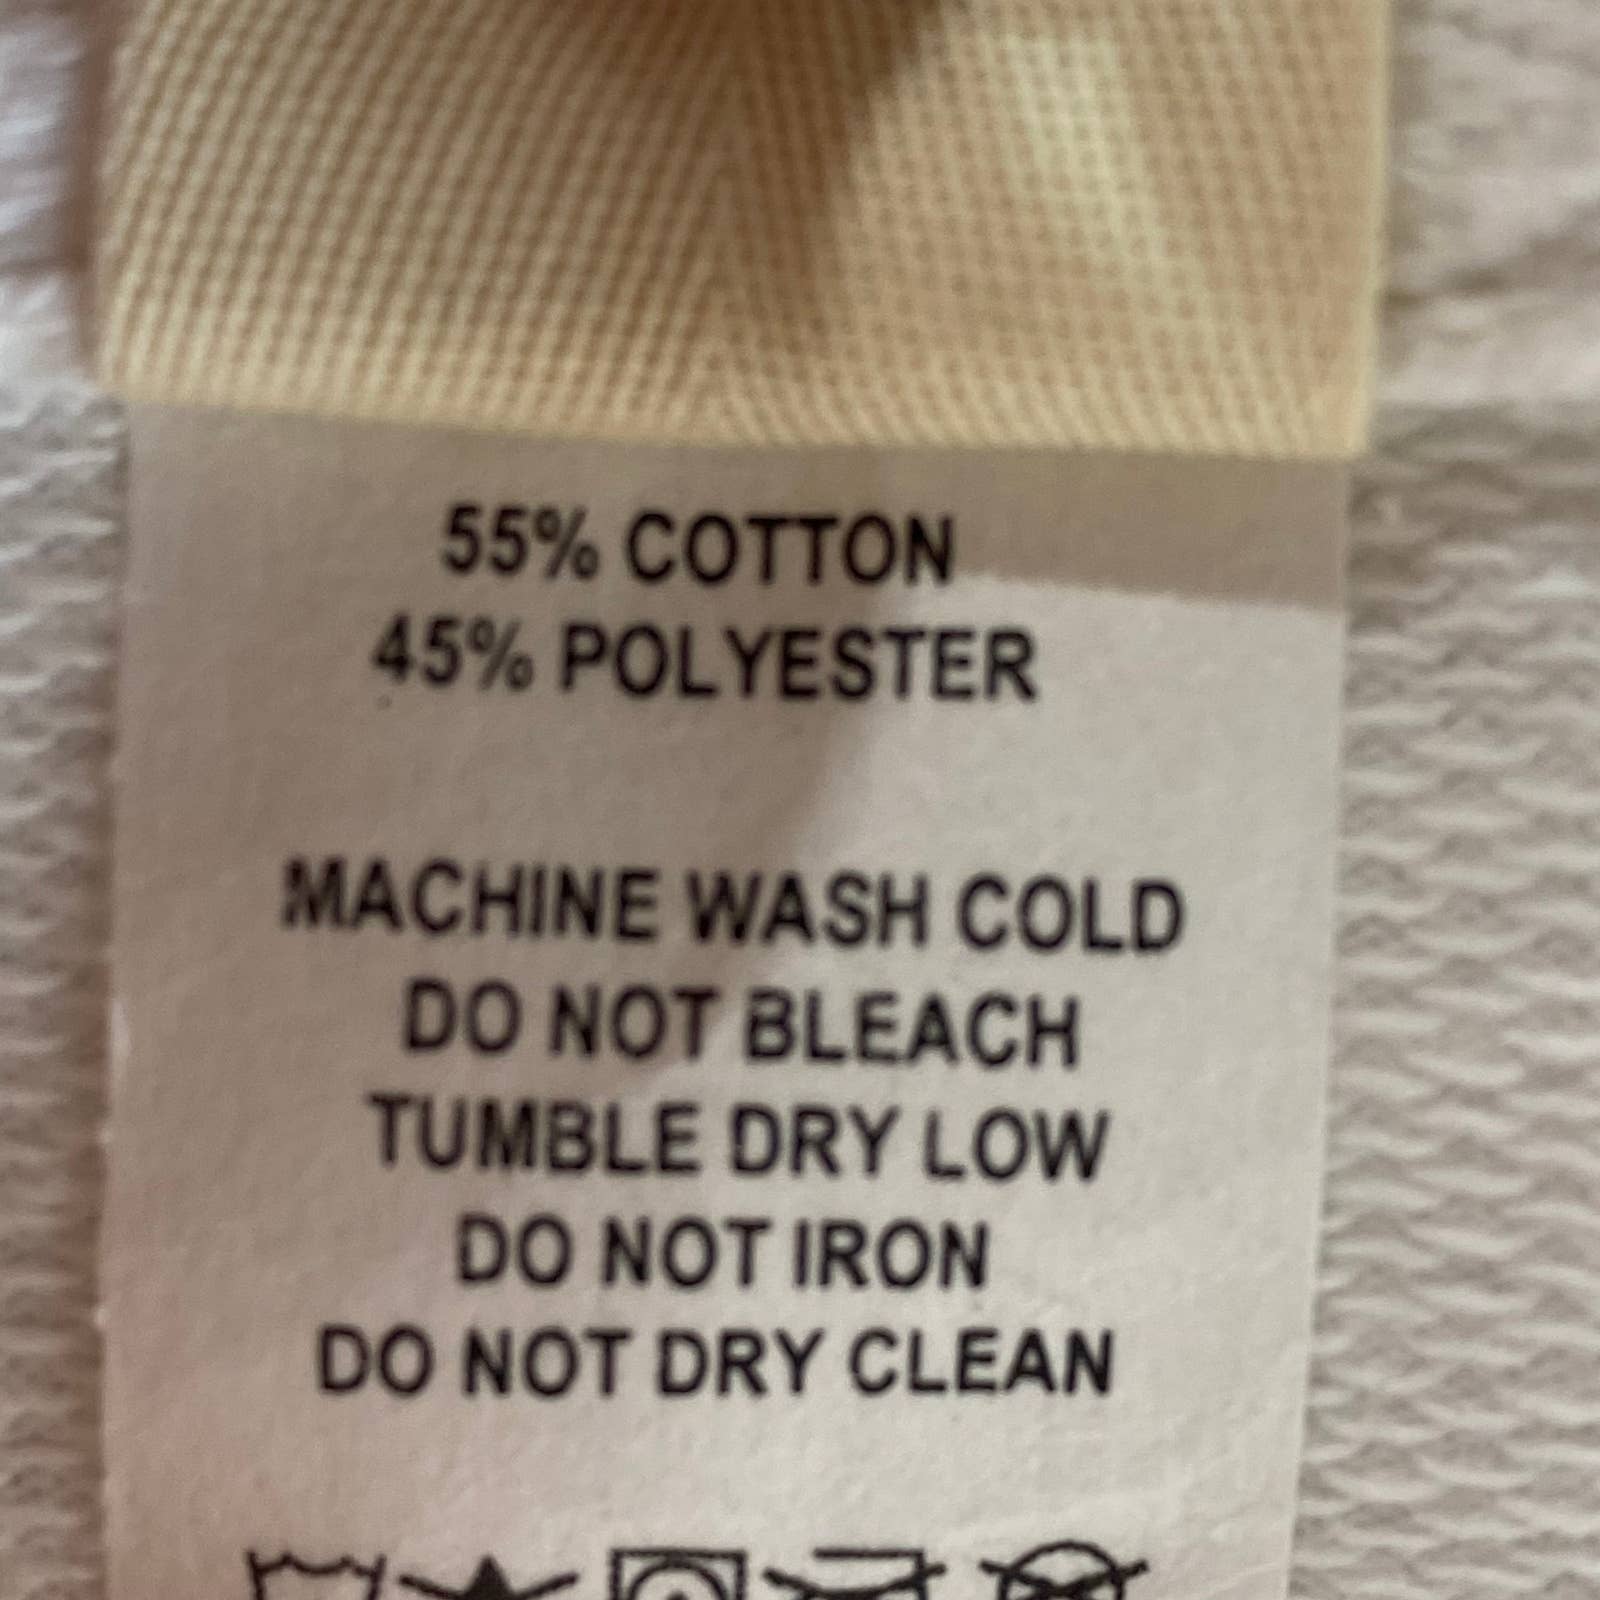 55% COTTON
45% POLYESTER
MACHINE WASH COLD
DO NOT BLEACH
TUMBLE DRY LOW
DO NOT IRON
DO NOT DRY CLEAN